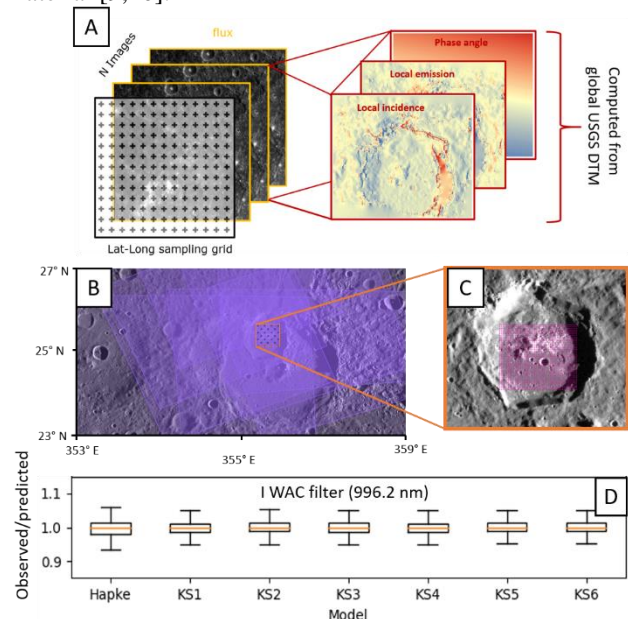 A
N Images
flux
Phase angle
Local emission
Local incidence
Computed from
global USGS DTM
Lat-Long sampling grid
27° N
B
C
25° N
23° N
353° E
355° E
359° E
I WAC filter (996.2 nm)
D
Observed/predicted
1.1
1.0
0.9
Hapke KS1 KS2 KS3 KS4 KS5 KS6
Model